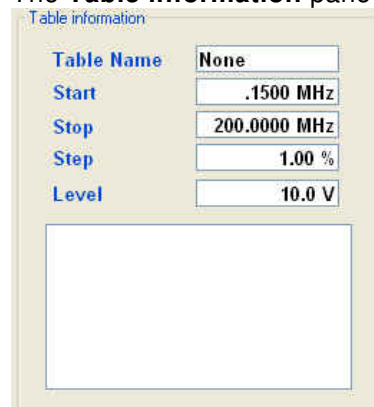 The Table Information pane
Table information
Table Name None
Start .1500 MHz
Stop 200.0000 MHz
Step 1.00 %
Level 10.0 V